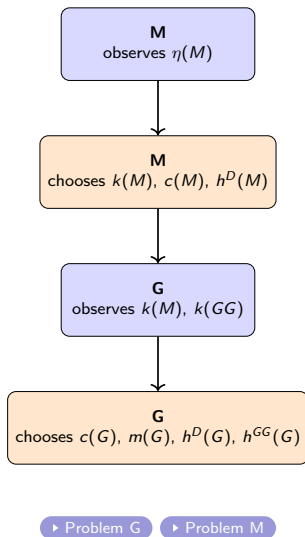 M
observes η(M)
M
chooses k(M), c(M), h^D(M)
G
observes k(M), k(GG)
G
chooses c(G), m(G), h^D(G), h^GG(G)
Problem G Problem M